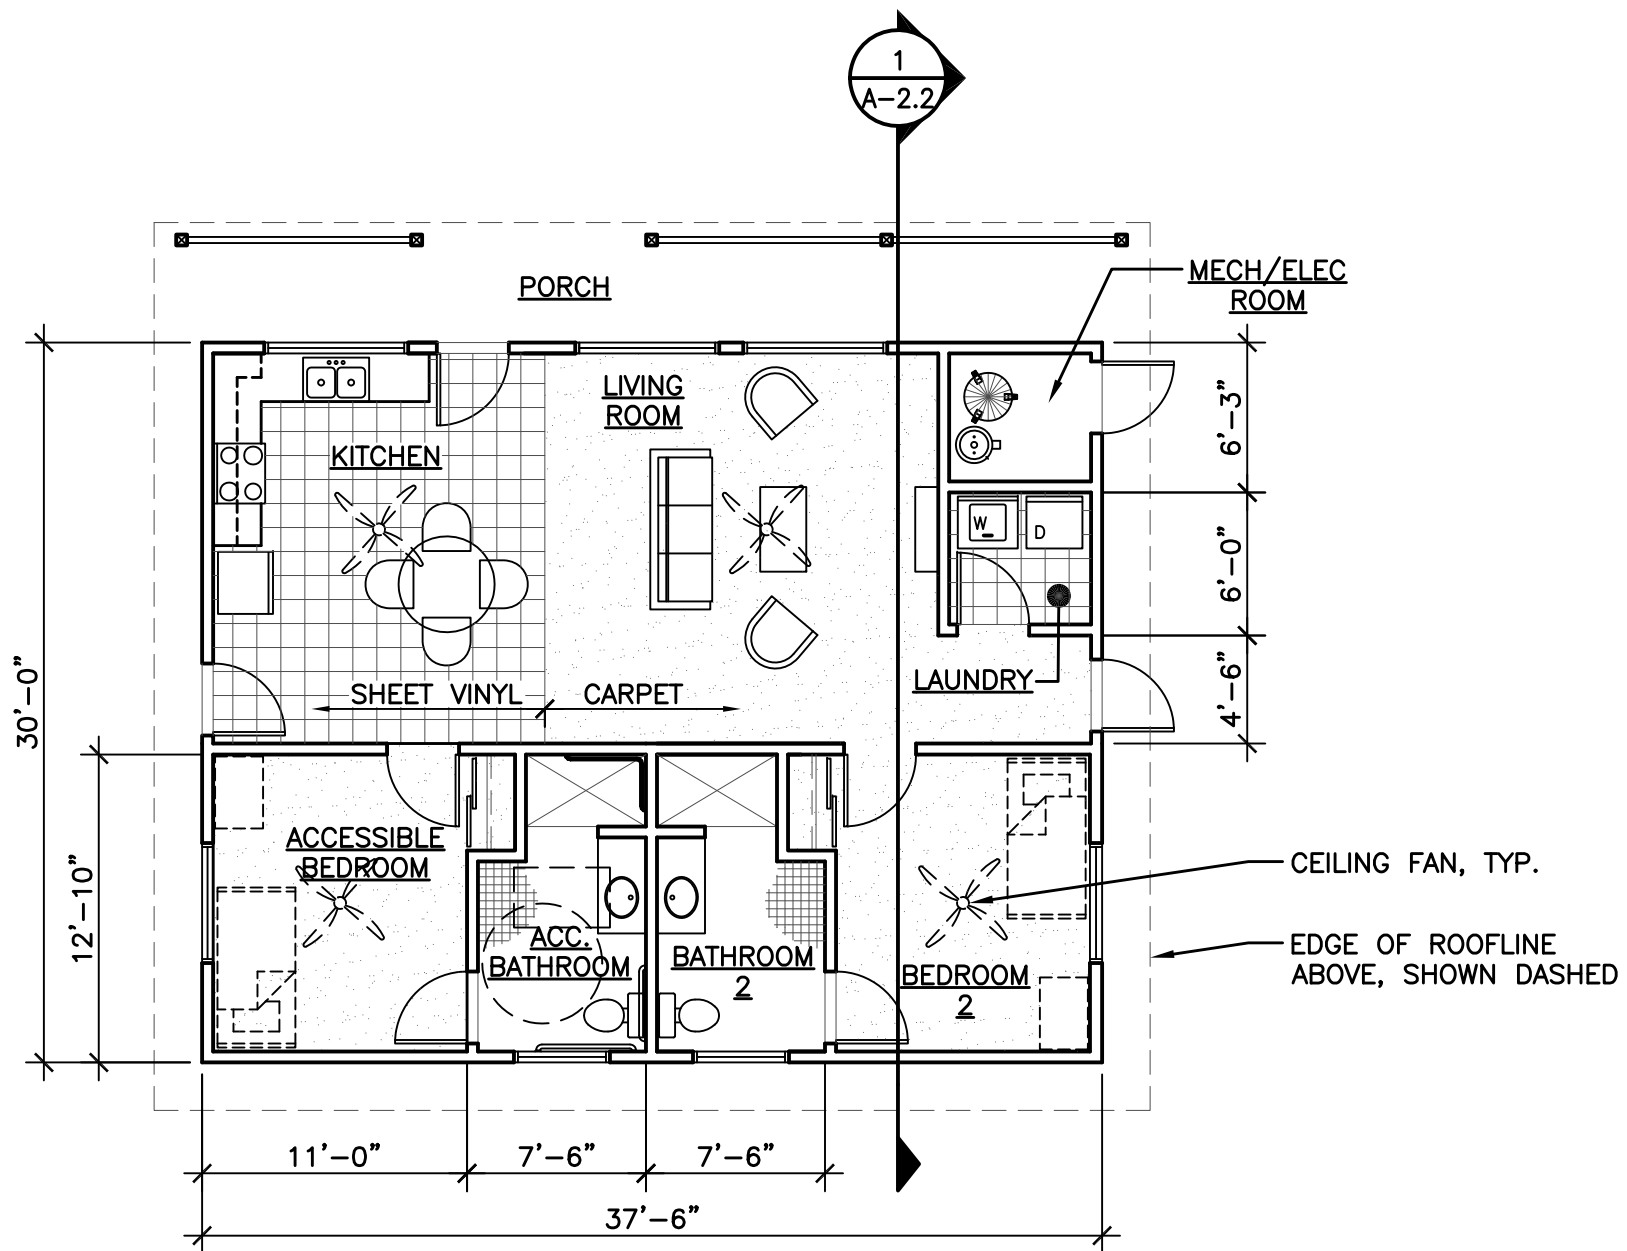 1
A-2.2
PORCH
MECH/ELEC
ROOM
LIVING
ROOM
KITCHEN
6'-3"
W
D
6'-0"
30'-0"
SHEET VINYL
CARPET
LAUNDRY
4'-6"
ACCESSIBLE
BEDROOM
12'-10"
CEILING FAN, TYP.
ACC.
BATHROOM
BATHROOM
2
BEDROOM
2
EDGE OF ROOFLINE
ABOVE, SHOWN DASHED
11'-0"
7'-6"
7'-6"
37'-6"